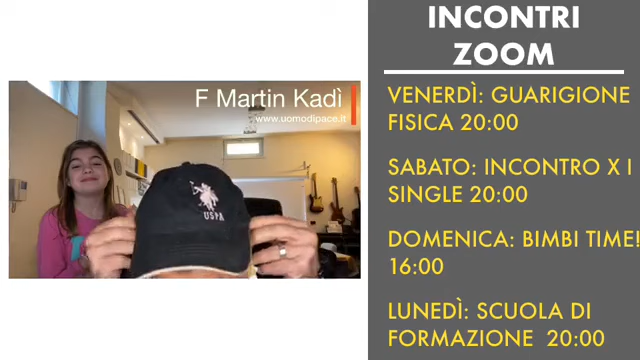 INCONTRI
ZOOM
F Martin Kadì
www.uomodipace.it
USPA
VENERDÌ: GUARIGIONE
FISICA 20:00
SABATO: INCONTRO X I
SINGLE 20:00
DOMENICA: BIMBI TIME!
16:00
LUNEDÌ: SCUOLA DI
FORMAZIONE 20:00